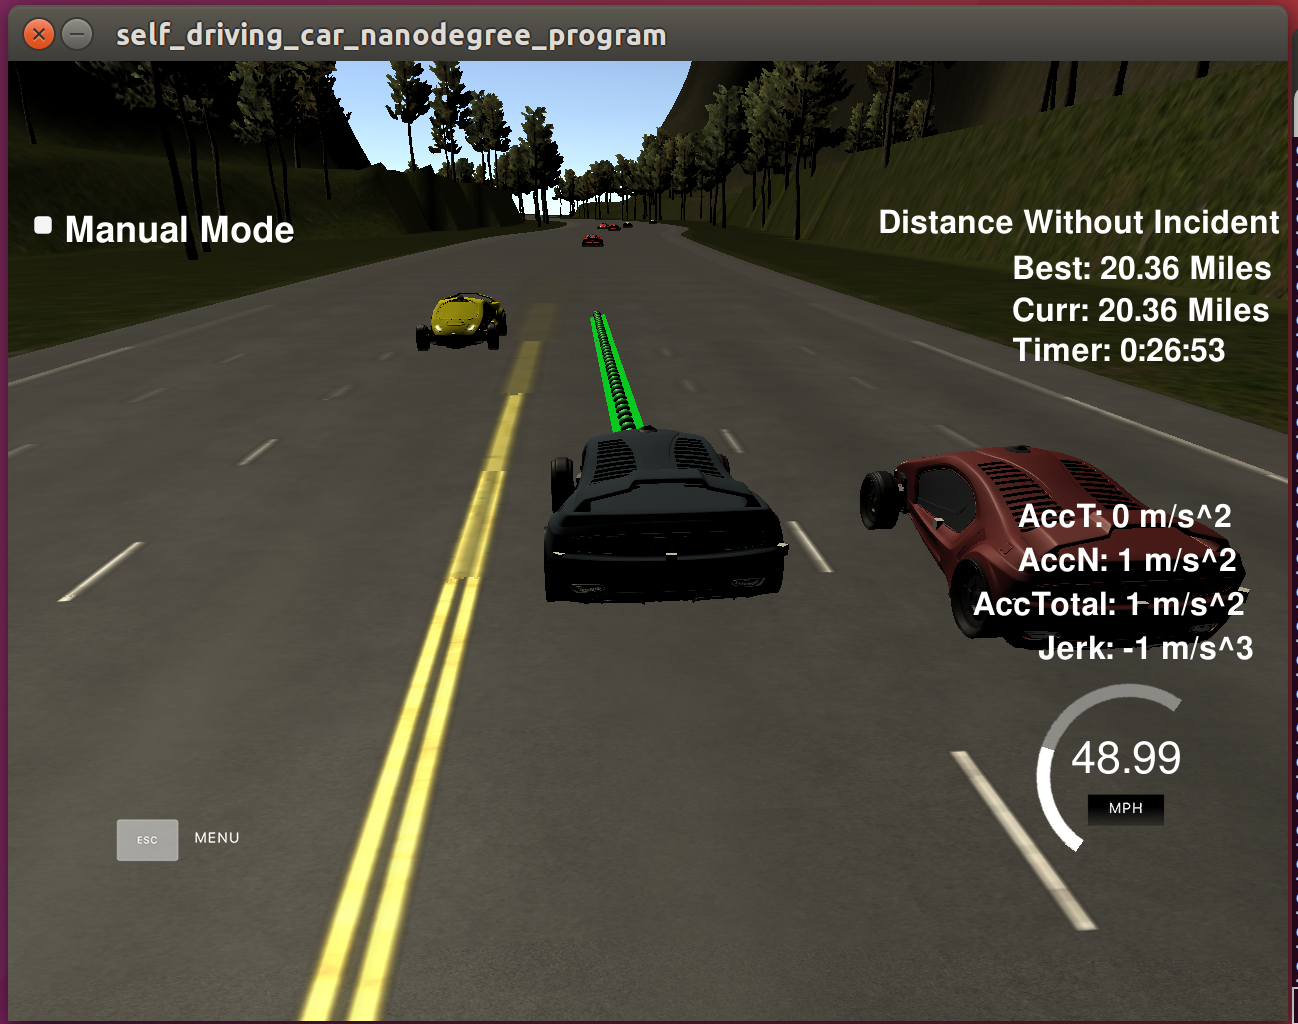 self_driving_car_nanodegree_program
Manual Mode
Distance Without Incident
Best: 20.36 Miles
Curr: 20.36 Miles
Timer: 0:26:53
AccT: 0 m/s^2
AccN: 1 m/s^2
AccTotal: 1 m/s^2
Jerk: -1 m/s^3
48.99
MPH
ESC MENU